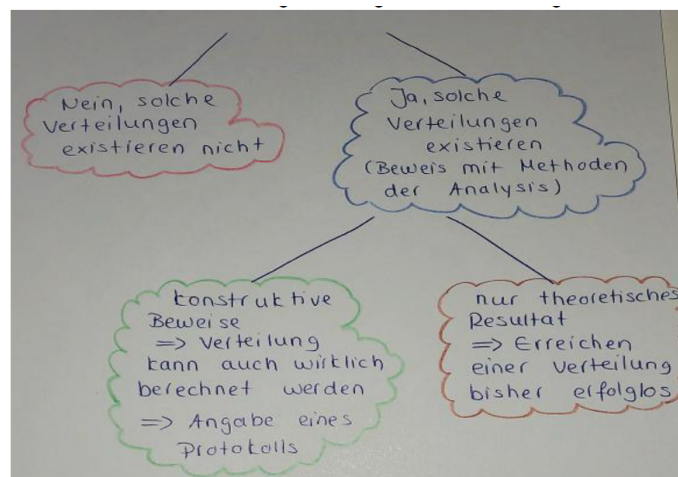 Nein, solche
Verteilungen
existieren nicht
Ja, solche
Verteilungen
existieren
(Beweis mit Methoden
der Analysis)
konstruktive
Beweise
=> Verteilung
kann auch wirklich
berechnet werden
=> Angabe eines
Protokolls
nur theoretisches
Resultat
=> Erreichen
einer Verteilung
bisher erfolglos